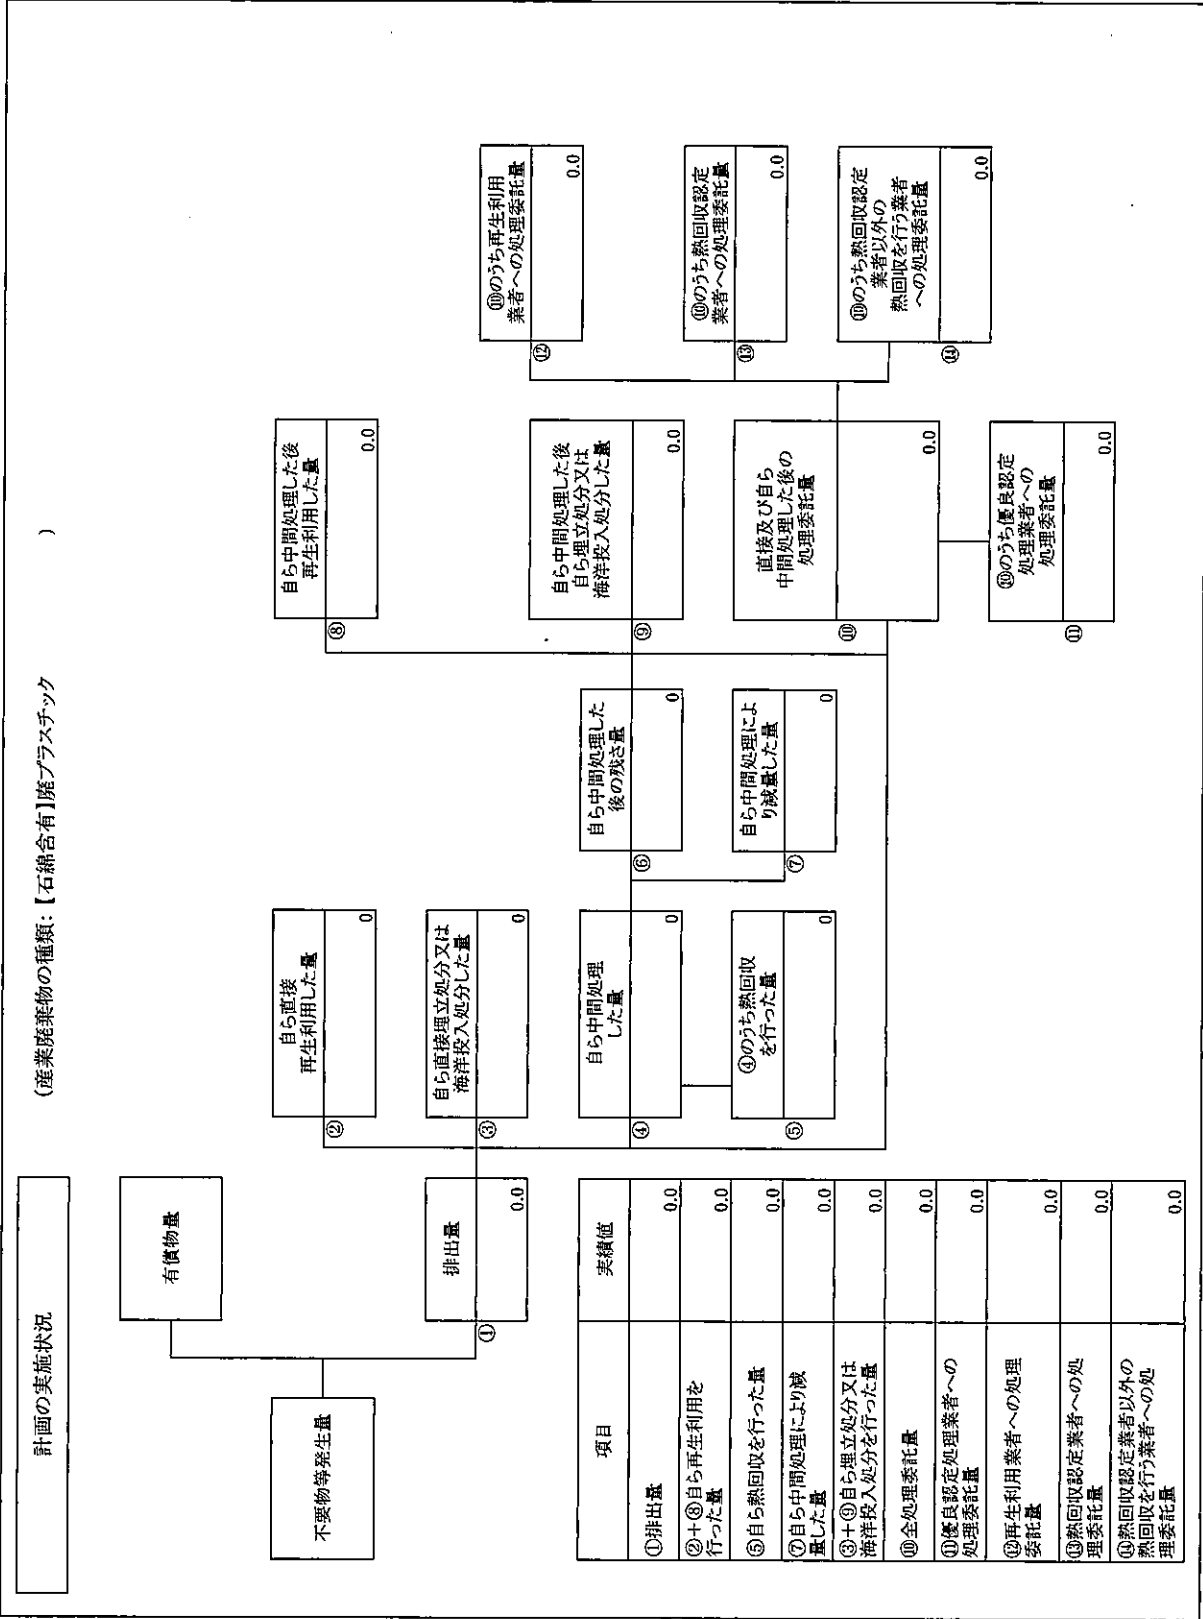 計画の実施状況
(産業廃棄物の種類:【石綿含有】廃プラスチック )
不要物等発生量
有償物量
①
排出量
0.0
②
自ら直接
再生利用した量
0
③
自ら直接埋立処分又は
海洋投入処分した量
0
④
自ら中間処理
した量
0
⑤
④のうち熱回収
を行った量
0
⑥
自ら中間処理した
後の残さ量
0
⑦
自ら中間処理によ
り減量した量
0
⑧
自ら中間処理した後
再生利用した量
0.0
⑨
自ら中間処理した後
自ら埋立処分又は
海洋投入処分した量
0.0
⑩
直接及び自ら
中間処理した後の
処理委託量
0.0
⑪
⑩のうち優良認定
処理業者への
処理委託量
0.0
⑫
⑩のうち再生利用
業者への処理委託量
0.0
⑬
⑩のうち熱回収認定
業者への処理委託量
0.0
⑭
⑩のうち熱回収認定
業者以外の
熱回収を行う業者
への処理委託量
0.0
項目 実績値
①排出量 0.0
②+⑧自ら再生利用を
行った量 0.0
⑤自ら熱回収を行った量 0.0
⑦自ら中間処理により減
量した量 0.0
③+⑨自ら埋立処分又は
海洋投入処分を行った量 0.0
⑩全処理委託量 0.0
⑪優良認定処理業者への
処理委託量 0.0
⑫再生利用業者への処理
委託量 0.0
⑬熱回収認定業者への処
理委託量 0.0
⑭熱回収認定業者以外の
熱回収を行う業者への処
理委託量 0.0